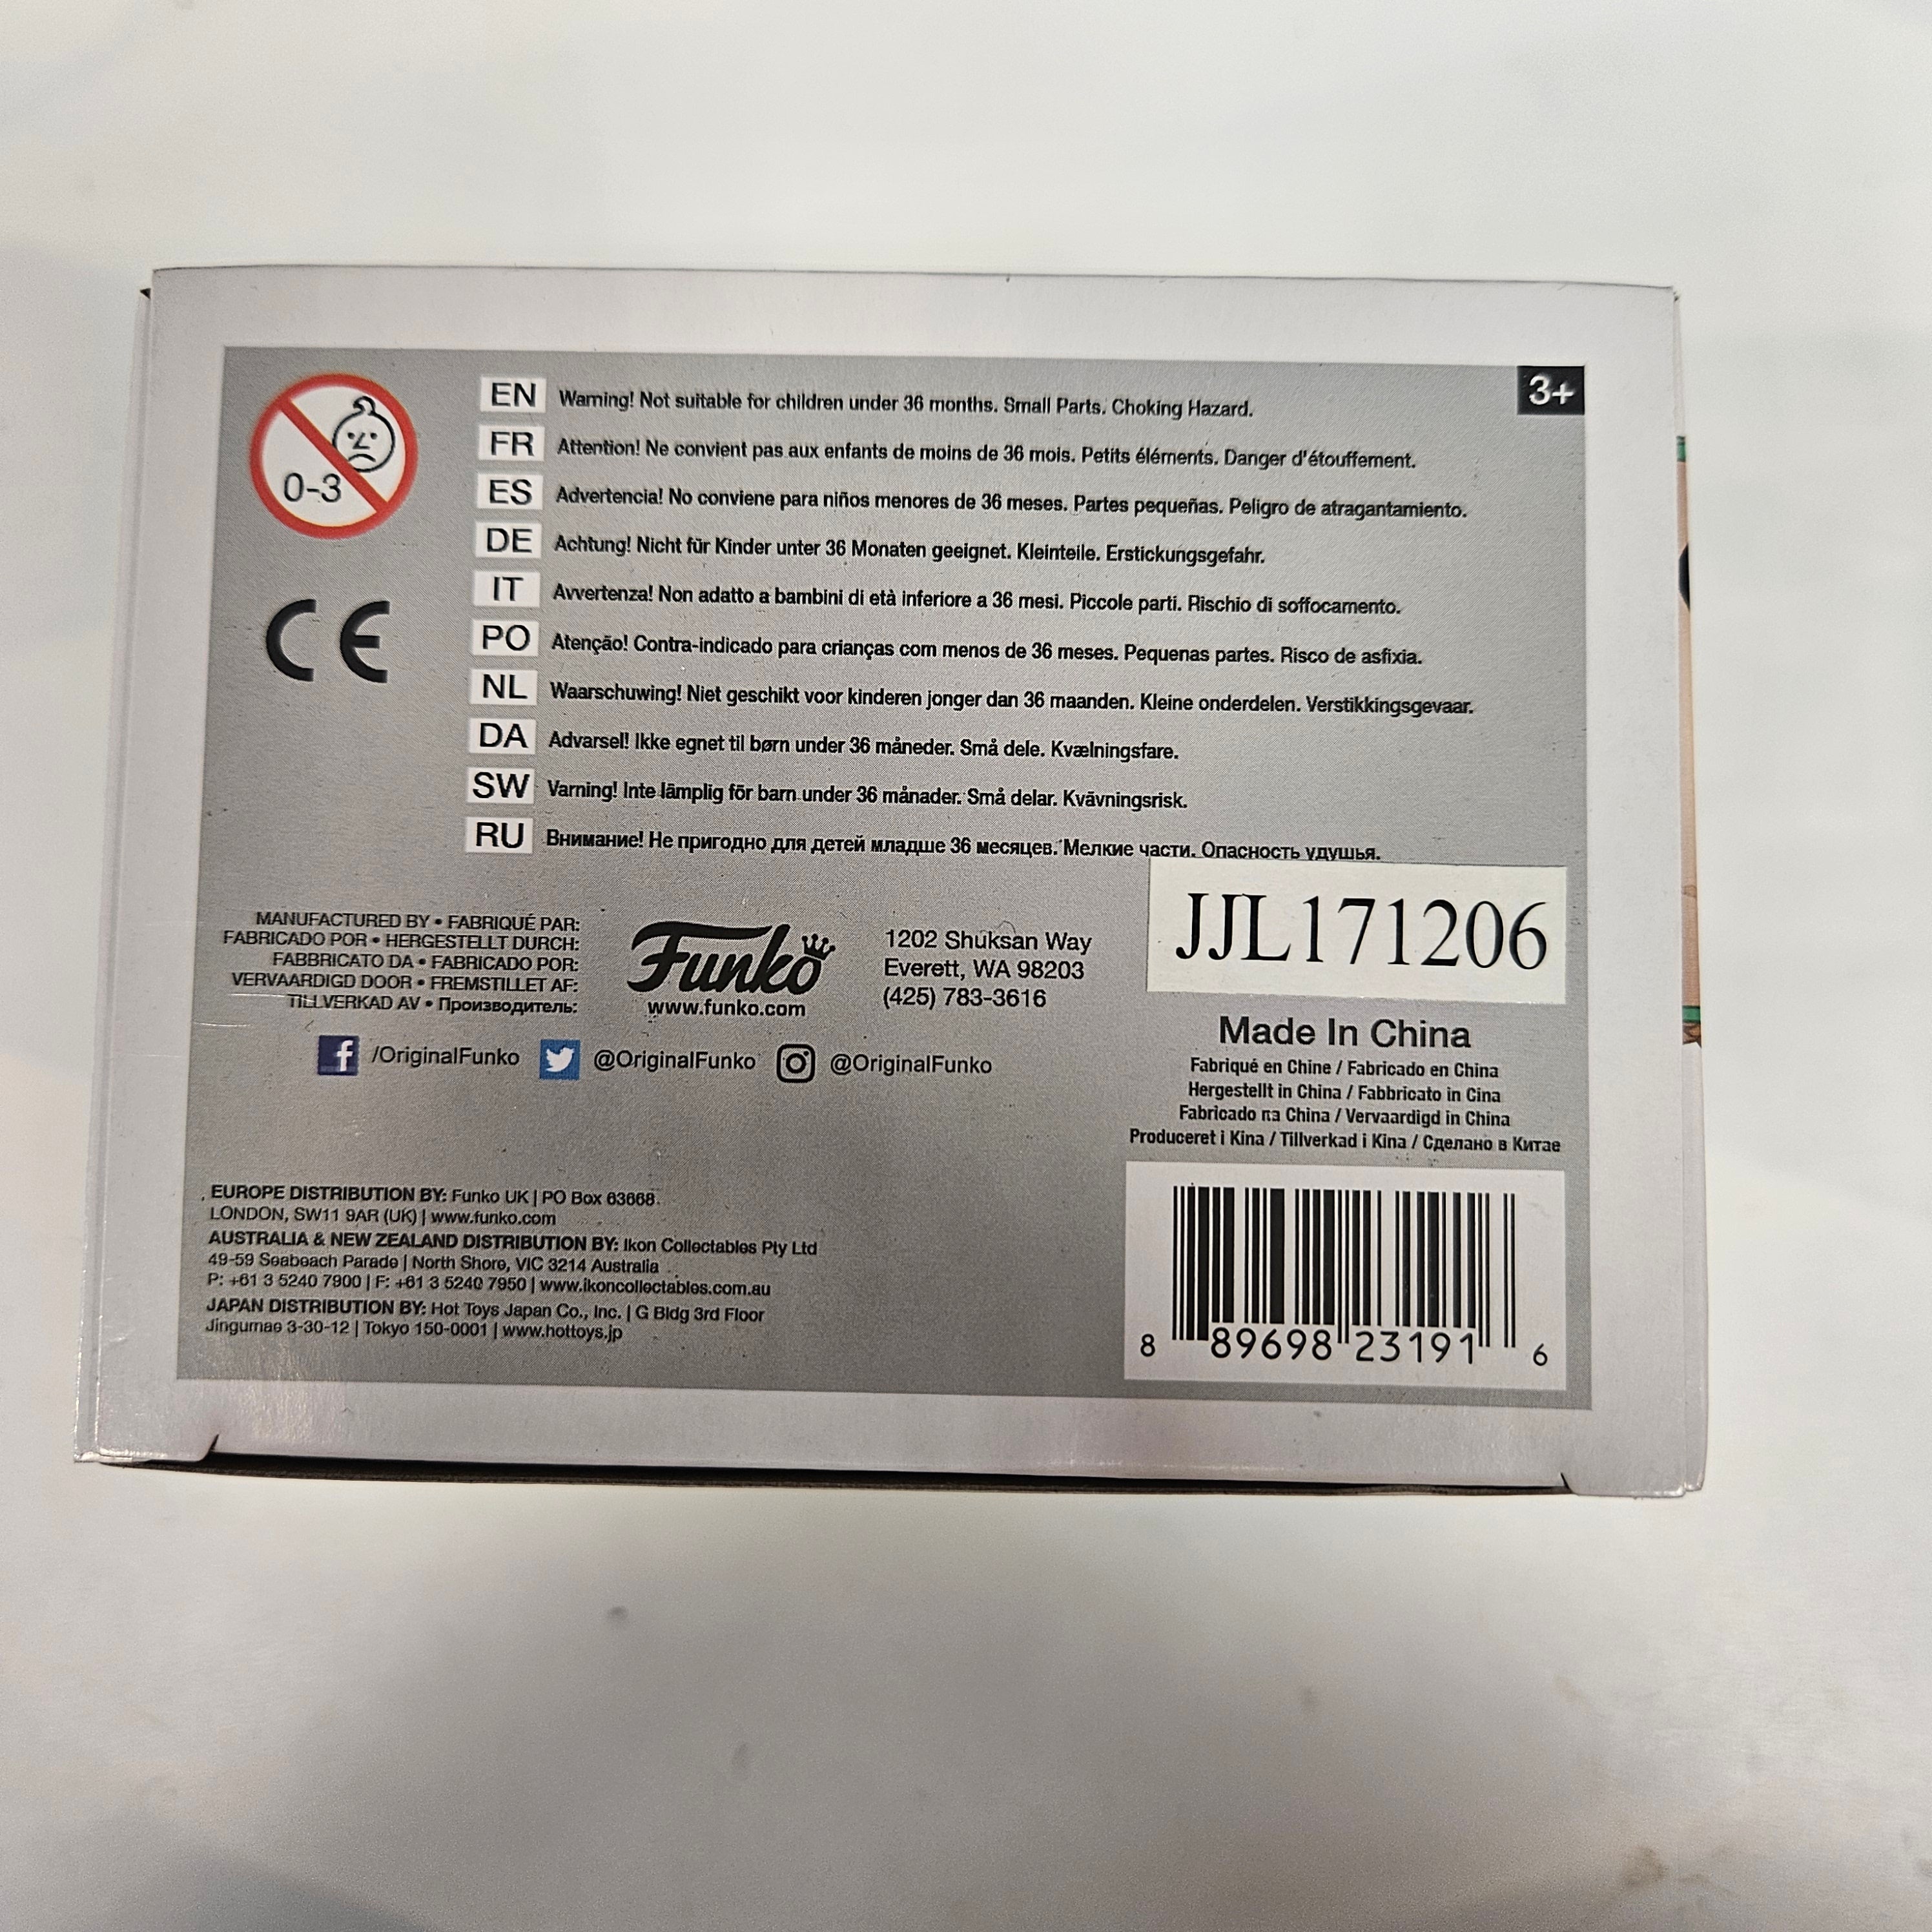 0-3
3+
EN Warning! Not suitable for children under 36 months. Small Parts. Choking Hazard.
FR Attention! Ne convient pas aux enfants de moins de 36 mois. Petits éléments. Danger d'étouffement.
ES Advertencia! No conviene para niños menores de 36 meses. Partes pequeñas. Peligro de atragantamiento.
DE Achtung! Nicht für Kinder unter 36 Monaten geeignet. Kleinteile. Erstickungsgefahr.
IT Avvertenza! Non adatto a bambini di età inferiore a 36 mesi. Piccole parti. Rischio di soffocamento.
PO Atenção! Contra-indicado para crianças com menos de 36 meses. Pequenas partes. Risco de asfixia.
NL Waarschuwing! Niet geschikt voor kinderen jonger dan 36 maanden. Kleine onderdelen. Verstikkingsgevaar.
DA Advarsel! Ikke egnet til børn under 36 måneder. Små dele. Kvælningsfare.
SW Varning! Inte lämplig för barn under 36 månader. Små delar. Kvävningsrisk.
RU Внимание! Не пригодно для детей младше 36 месяцев. Мелкие части. Опасность удушья.
CE
MANUFACTURED BY • FABRIQUÉ PAR:
FABRICADO POR • HERGESTELLT DURCH:
FABBRICATO DA • FABRICADO POR:
VERVAARDIGD DOOR • FREMSTILLET AF:
TILLVERKAD AV • Производитель:
Funko
www.funko.com
1202 Shuksan Way
Everett, WA 98203
(425) 783-3616
JJL171206
/OriginalFunko @OriginalFunko @OriginalFunko
Made In China
Fabriqué en Chine / Fabricado en China
Hergestellt in China / Fabbricato in Cina
Fabricado na China / Vervaardigd in China
Produceret i Kina / Tillverkad i Kina / Сделано в Китае
EUROPE DISTRIBUTION BY: Funko UK | PO Box 63668
LONDON, SW11 9AR (UK) | www.funko.com
AUSTRALIA & NEW ZEALAND DISTRIBUTION BY: Ikon Collectables Pty Ltd
49-59 Seabeach Parade | North Shore, VIC 3214 Australia
P: +61 3 5240 7900 | F: +61 3 5240 7950 | www.ikoncollectables.com.au
JAPAN DISTRIBUTION BY: Hot Toys Japan Co., Inc. | G Bldg 3rd Floor
Jingumae 3-30-12 | Tokyo 150-0001 | www.hottoys.jp
8 89698 23191 6